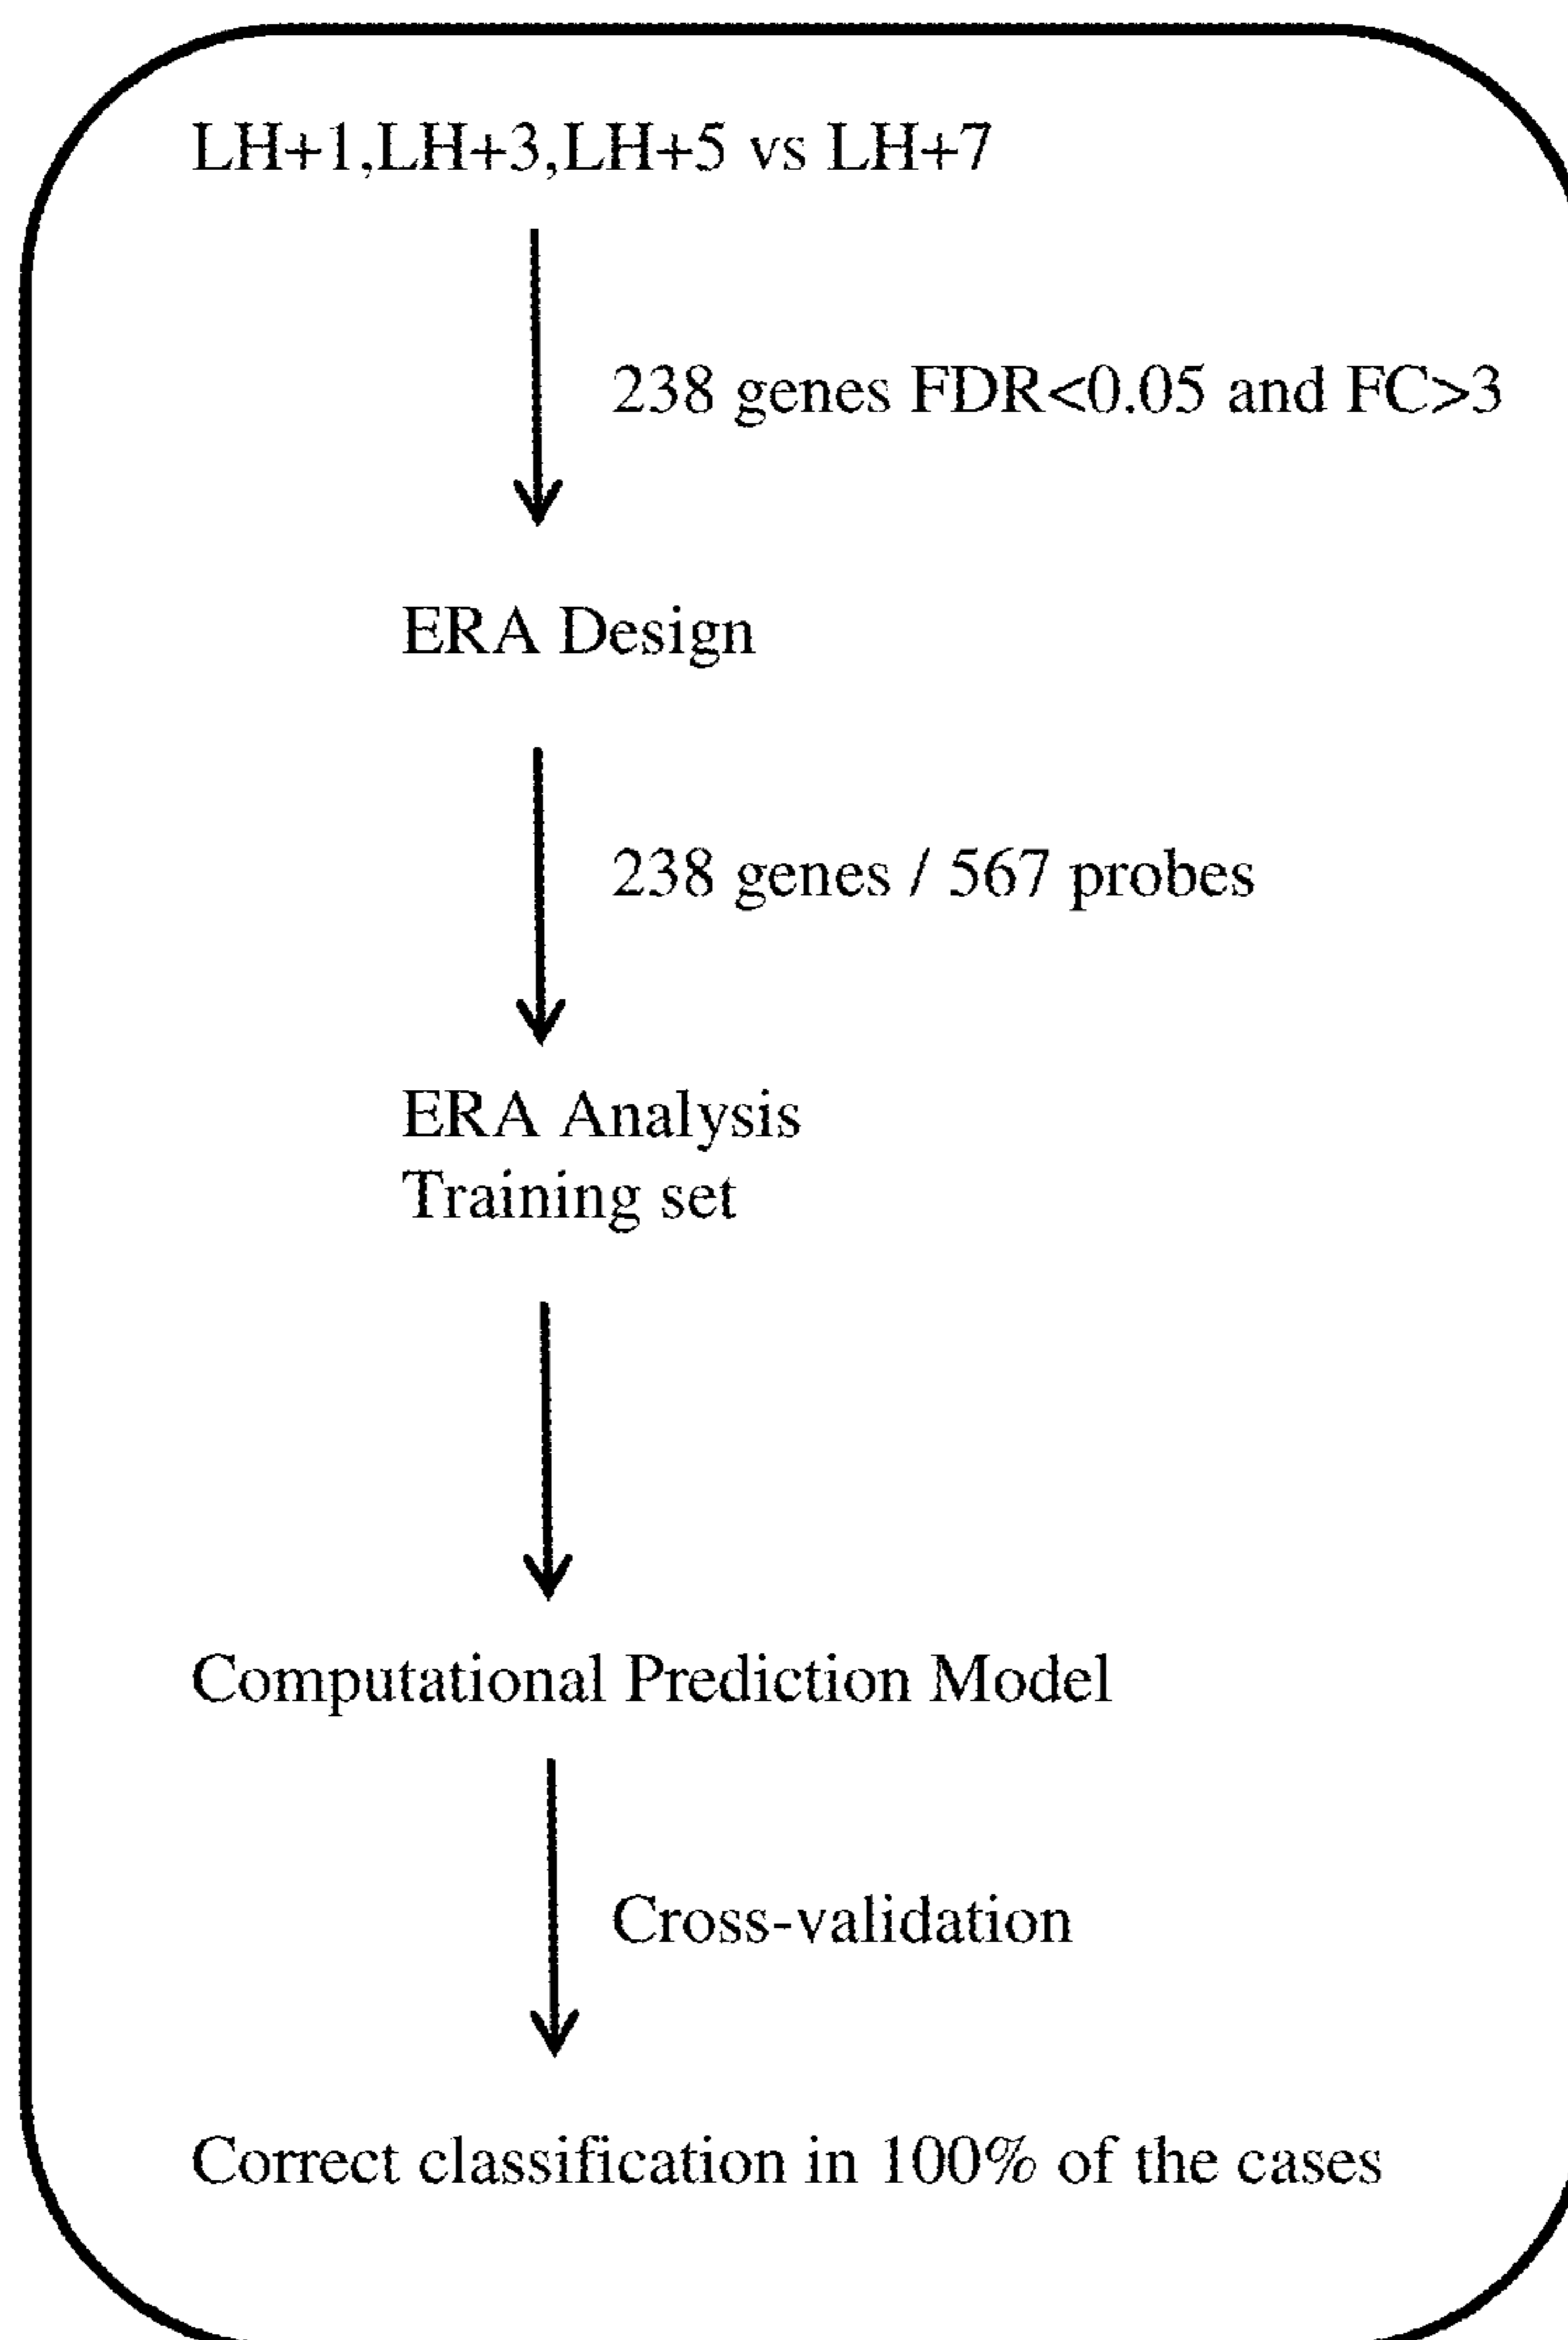 LH+1,LH+3,LH+5 vs LH+7
238 genes FDR<0.05 and FC>3
ERA Design
238 genes / 567 probes
ERA Analysis
Training set
Computational Prediction Model
Cross-validation
Correct classification in 100% of the cases